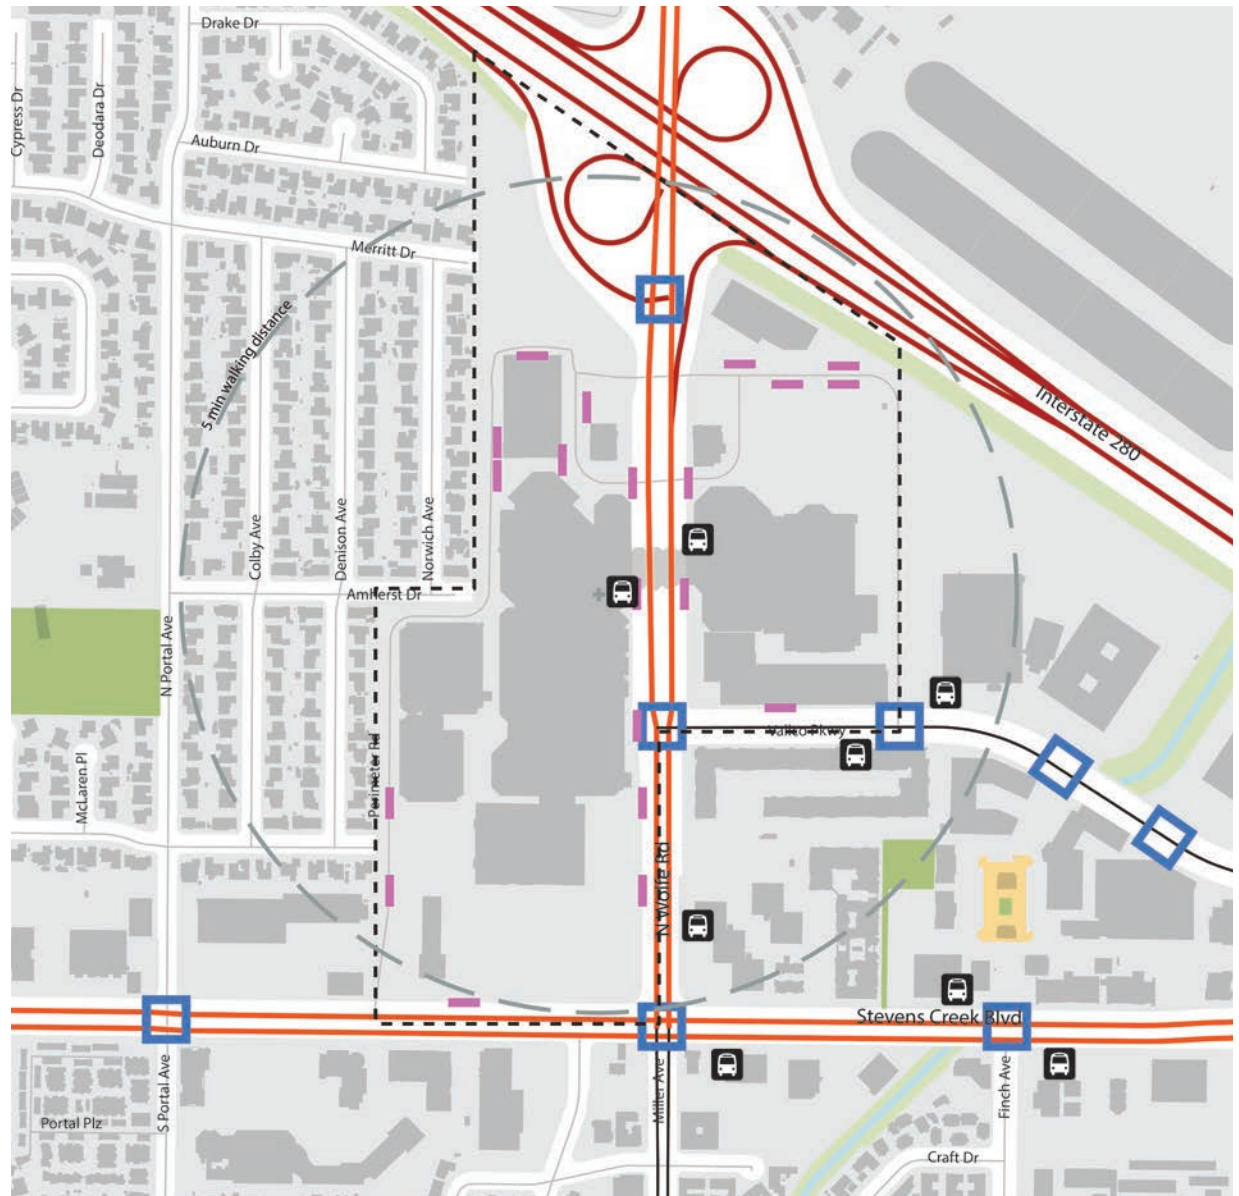 Drake Dr
Cypress Dr
Deodara Dr
Auburn Dr
Merritt Dr
5 min walking distance
Interstate 280
Colby Ave
Denison Ave
Norwich Ave
Amherst Dr
N Portal Ave
Vallco Pkwy
Perimeter Rd
McLaren Pl
N Wolfe Rd
Stevens Creek Blvd
S Portal Ave
Miller Ave
Finch Ave
Portal Plz
Craft Dr